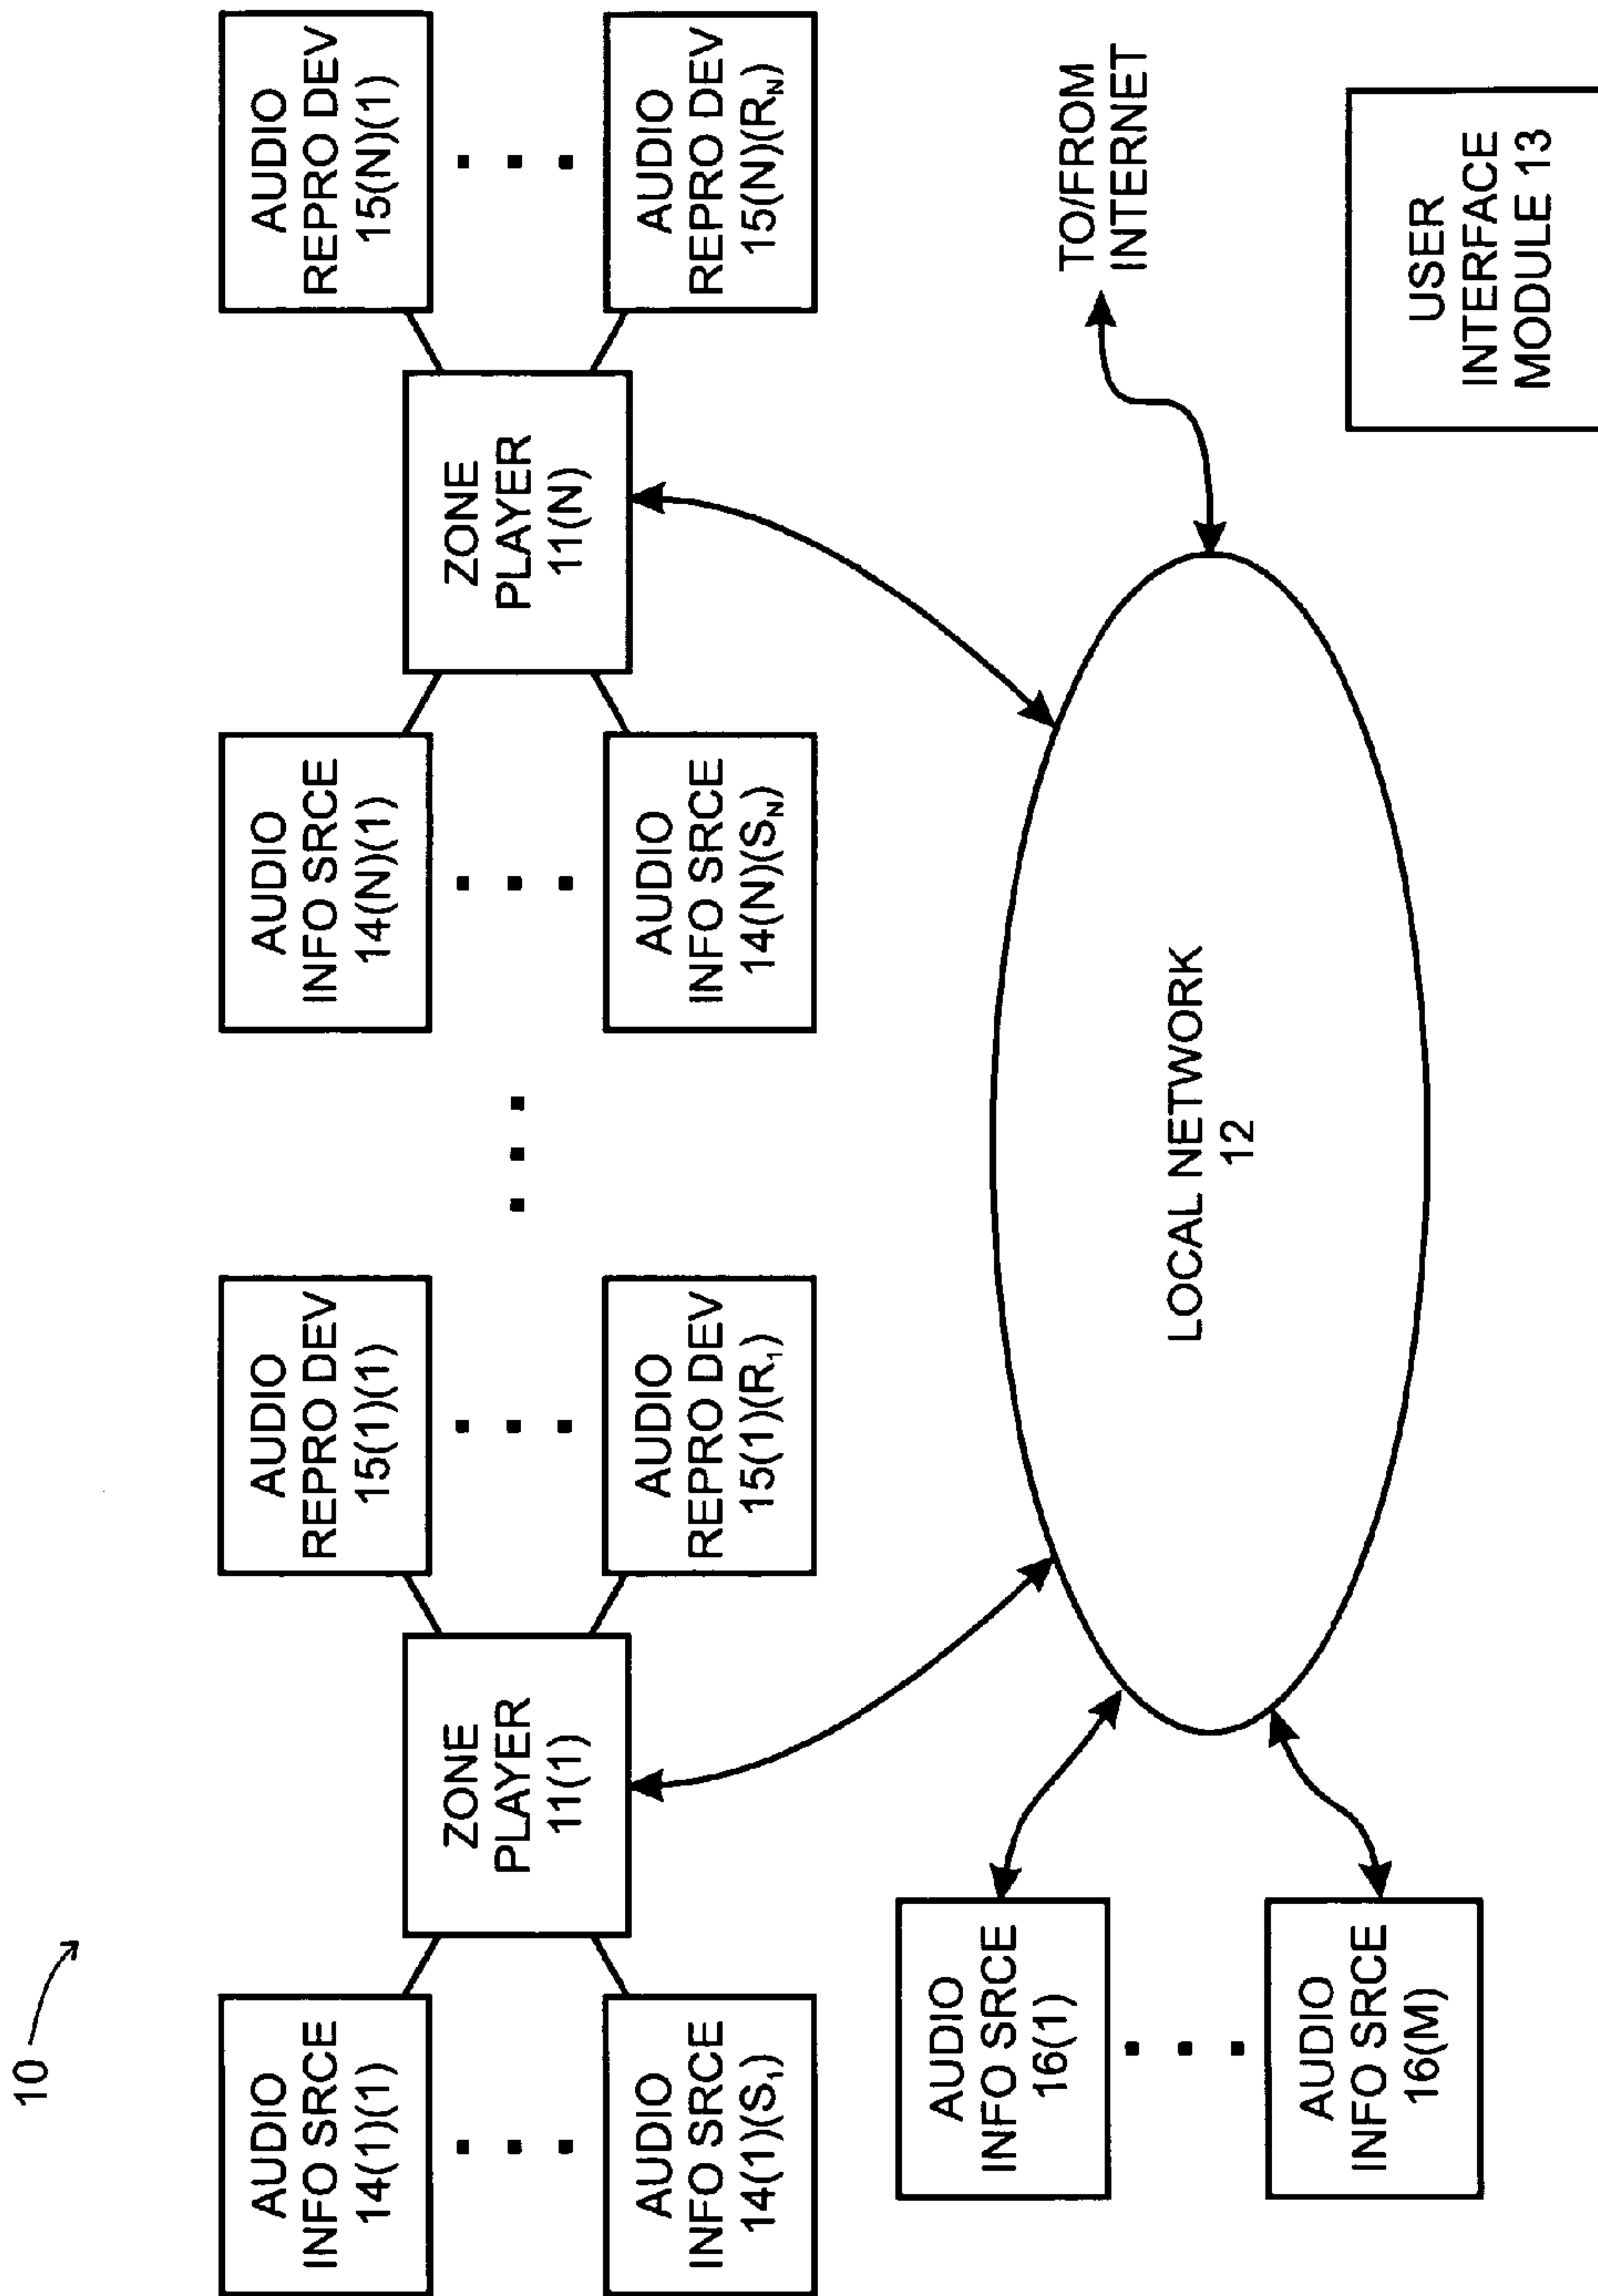 10
AUDIO
INFO SRCE
14(1)(1)
AUDIO
INFO SRCE
14(1)(S₁)
ZONE
PLAYER
11(1)
AUDIO
REPRO DEV
15(1)(1)
AUDIO
REPRO DEV
15(1)(R₁)
AUDIO
INFO SRCE
14(N)(1)
AUDIO
INFO SRCE
14(N)(S_N)
ZONE
PLAYER
11(N)
AUDIO
REPRO DEV
15(N)(1)
AUDIO
REPRO DEV
15(N)(R_N)
AUDIO
INFO SRCE
16(1)
AUDIO
INFO SRCE
16(M)
LOCAL NETWORK
12
TO/FROM
INTERNET
USER
INTERFACE
MODULE 13